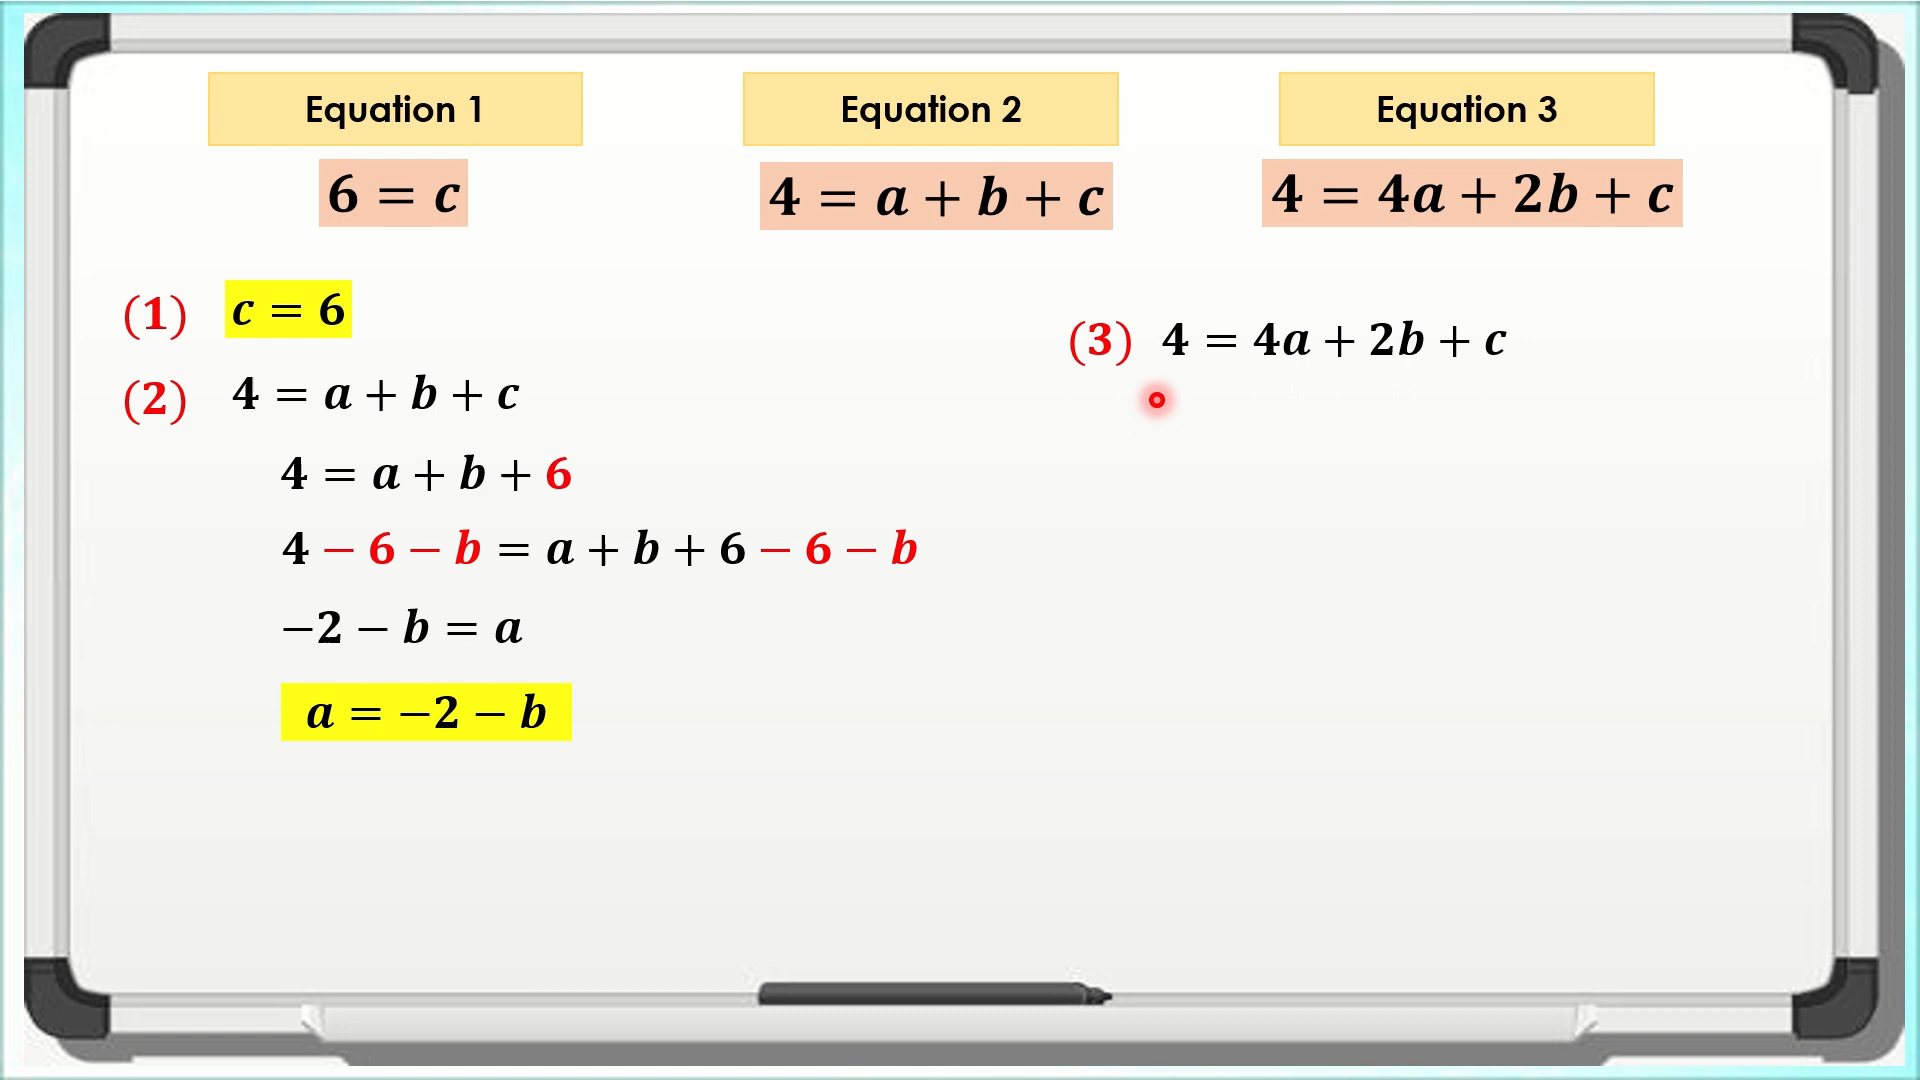 Equation 1
6 = c
Equation 2
4 = a + b + c
Equation 3
4 = 4a + 2b + c
(1) c = 6
(2) 4 = a + b + c
4 = a + b + 6
4 − 6 − b = a + b + 6 − 6 − b
−2 − b = a
a = −2 − b
(3) 4 = 4a + 2b + c